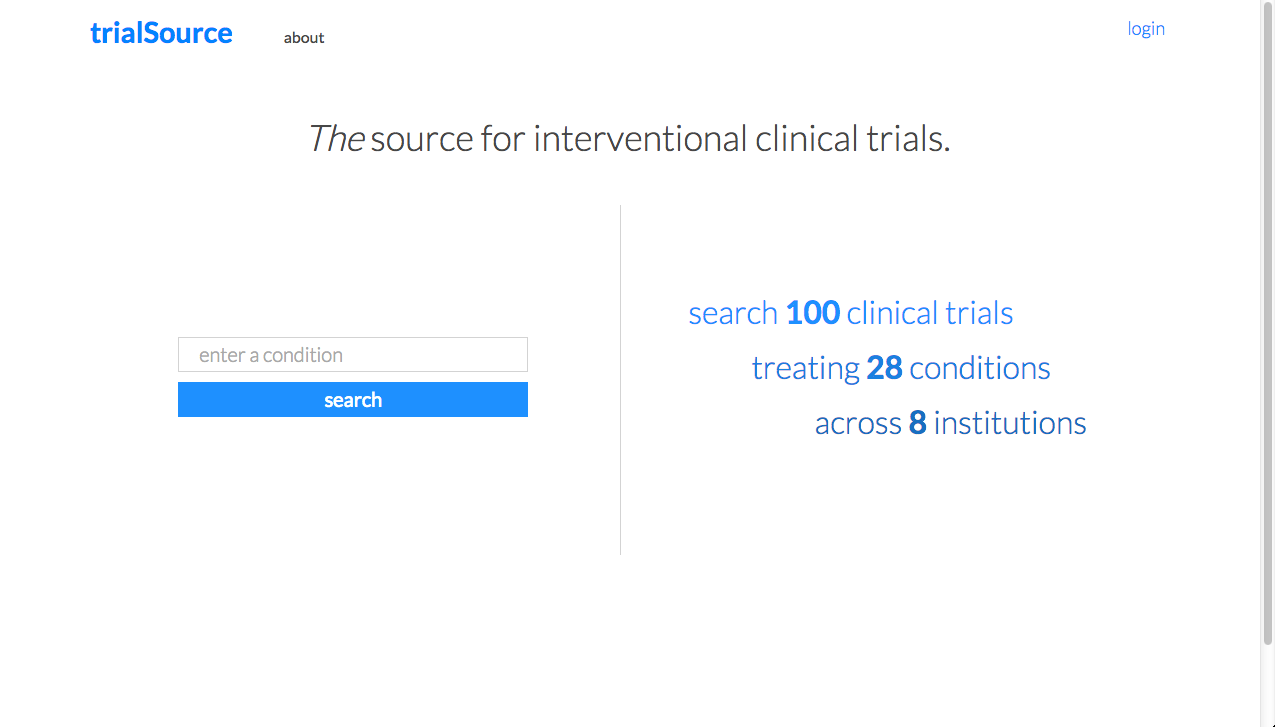 trialSource
about
login
The source for interventional clinical trials.
enter a condition
search
search 100 clinical trials
treating 28 conditions
across 8 institutions